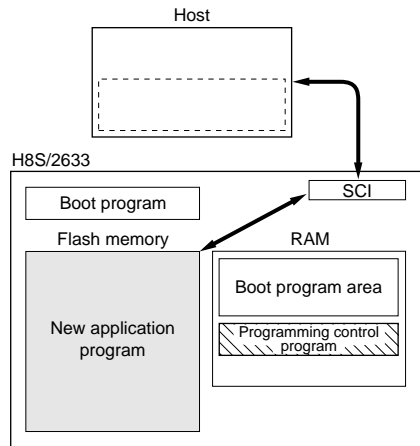 Host
H8S/2633
SCI
Boot program
Flash memory
RAM
Boot program area
New application
program
Programming control
program